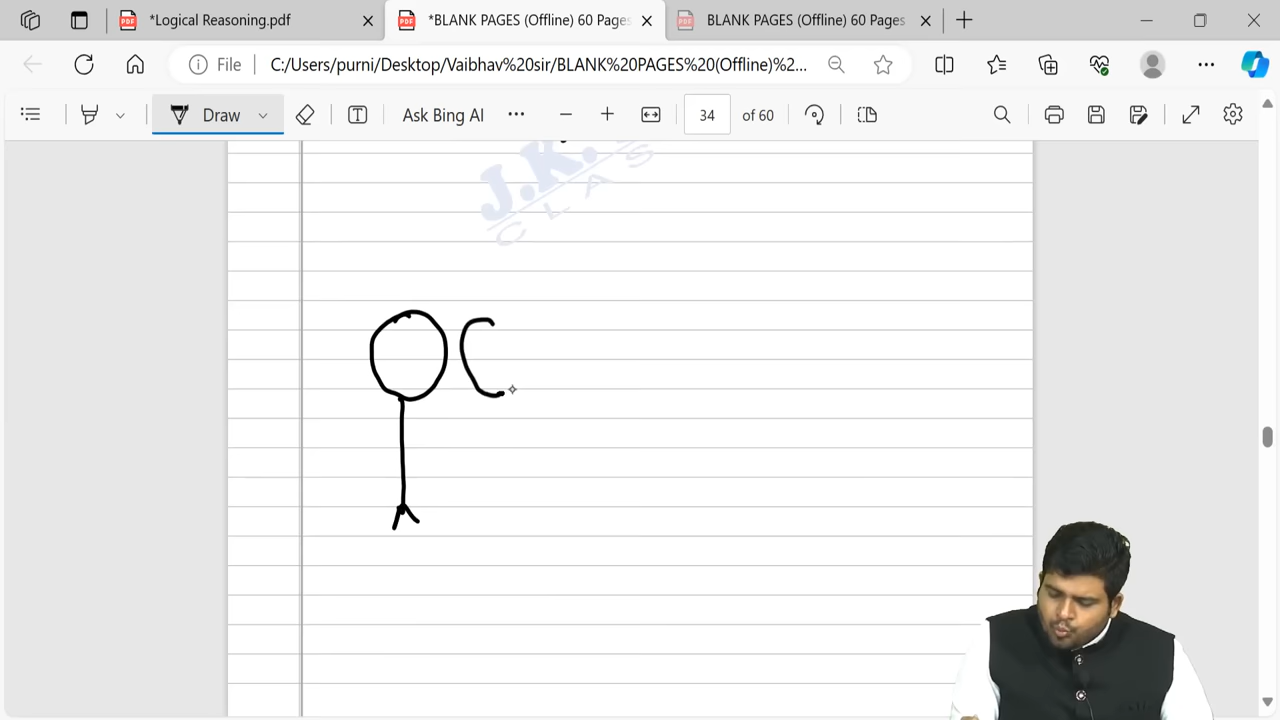 *Logical Reasoning.pdf
*BLANK PAGES (Offline) 60 Pages
BLANK PAGES (Offline) 60 Pages
File
C:/Users/purni/Desktop/Vaibhav%20sir/BLANK%20PAGES%20(Offline)%2...
Draw
Ask Bing AI
34
of 60
J.K.
CLAS